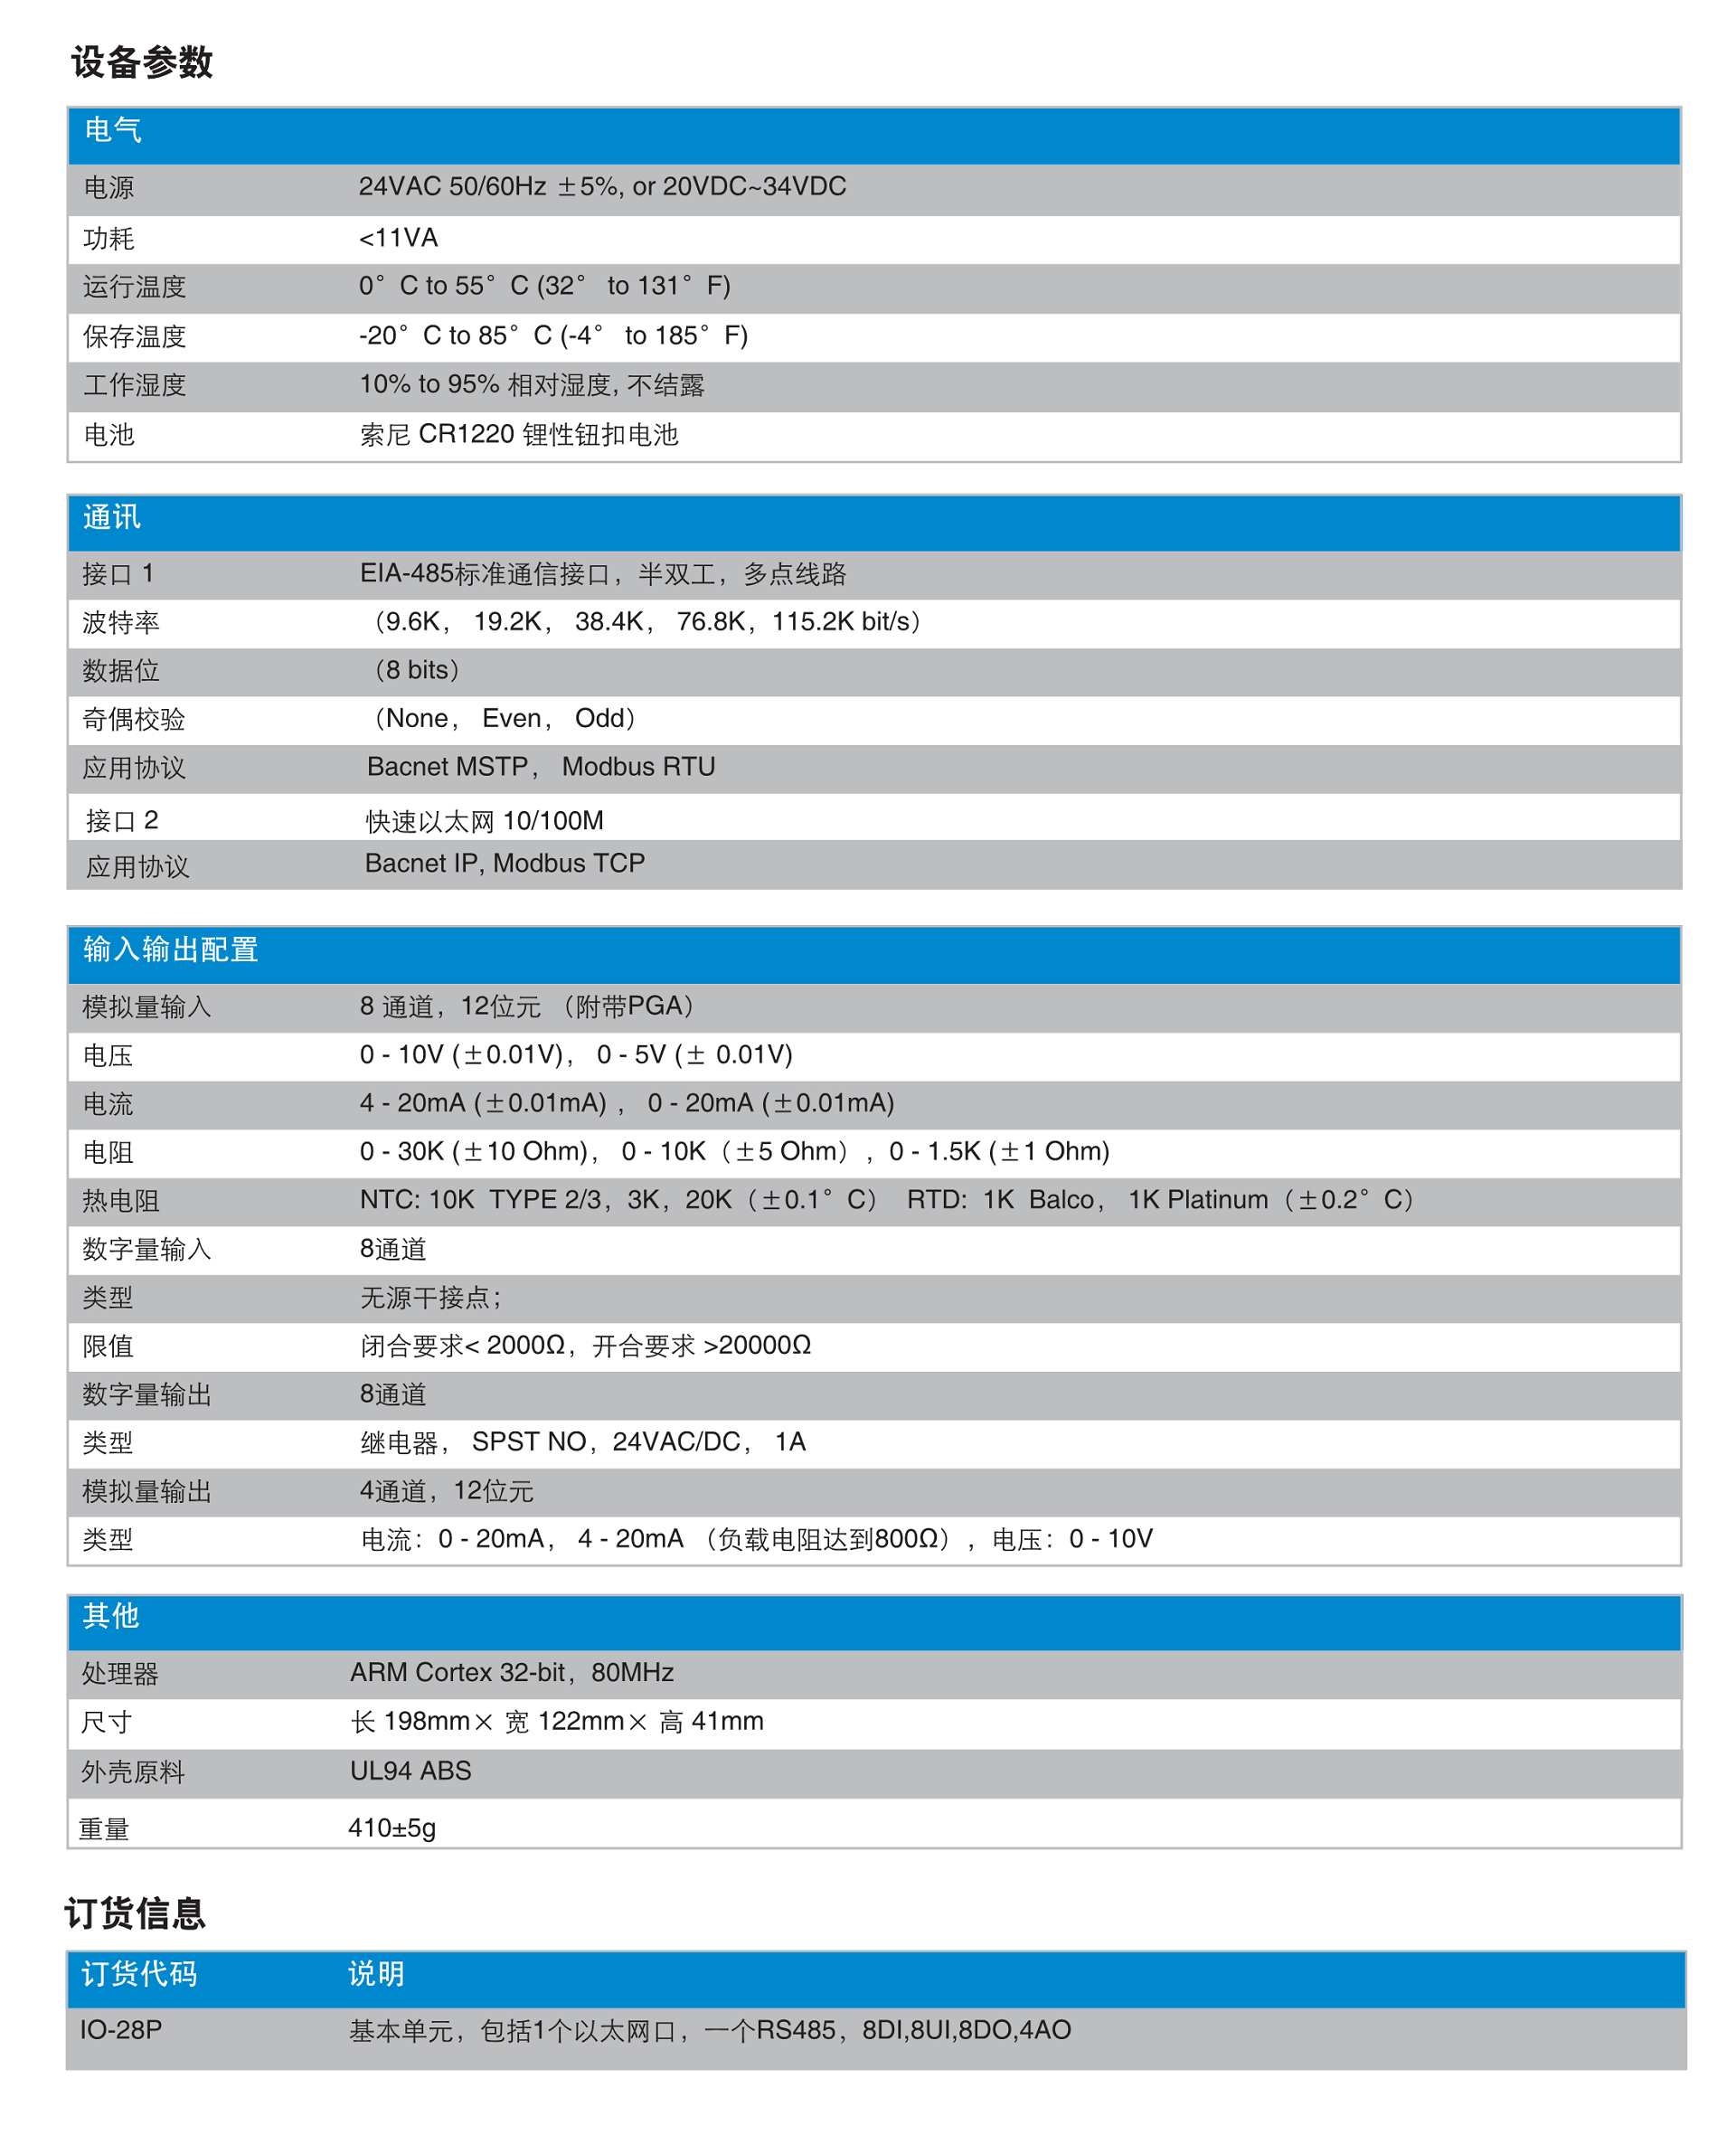 设备参数
电气
电源 24VAC 50/60Hz ±5%, or 20VDC~34VDC
功耗 <11VA
运行温度 0°C to 55°C (32° to 131°F)
保存温度 -20°C to 85°C (-4° to 185°F)
工作湿度 10% to 95% 相对湿度, 不结露
电池 索尼 CR1220 锂性钮扣电池
通讯
接口 1 EIA-485标准通信接口，半双工，多点线路
波特率 （9.6K， 19.2K， 38.4K， 76.8K，115.2K bit/s）
数据位 （8 bits）
奇偶校验 （None， Even， Odd）
应用协议 Bacnet MSTP， Modbus RTU
接口 2 快速以太网 10/100M
应用协议 Bacnet IP, Modbus TCP
输入输出配置
模拟量输入 8 通道，12位元 （附带PGA）
电压 0 - 10V (±0.01V)， 0 - 5V (± 0.01V)
电流 4 - 20mA (±0.01mA) ， 0 - 20mA (±0.01mA)
电阻 0 - 30K (±10 Ohm)， 0 - 10K（±5 Ohm）, 0 - 1.5K (±1 Ohm)
热电阻 NTC: 10K TYPE 2/3，3K，20K（±0.1°C） RTD: 1K Balco， 1K Platinum（±0.2°C）
数字量输入 8通道
类型 无源干接点；
限值 闭合要求< 2000Ω，开合要求 >20000Ω
数字量输出 8通道
类型 继电器， SPST NO，24VAC/DC， 1A
模拟量输出 4通道，12位元
类型 电流：0 - 20mA， 4 - 20mA （负载电阻达到800Ω），电压：0 - 10V
其他
处理器 ARM Cortex 32-bit，80MHz
尺寸 长 198mm× 宽 122mm× 高 41mm
外壳原料 UL94 ABS
重量 410±5g
订货信息
订货代码 说明
IO-28P 基本单元，包括1个以太网口，一个RS485，8DI,8UI,8DO,4AO